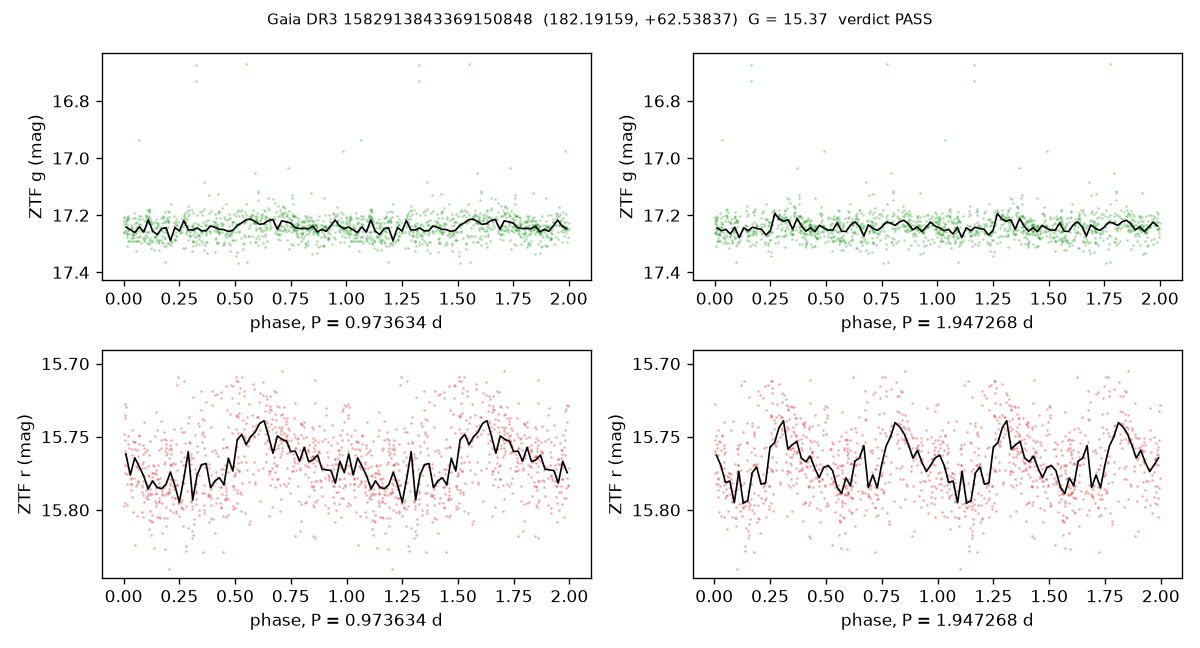 Gaia DR3 1582913843369150848  (182.19159, +62.53837)  G = 15.37  verdict PASS
ZTF g (mag)
16.8
17.0
17.2
17.4
0.00 0.25 0.50 0.75 1.00 1.25 1.50 1.75 2.00
phase, P = 0.973634 d
ZTF g (mag)
16.8
17.0
17.2
17.4
0.00 0.25 0.50 0.75 1.00 1.25 1.50 1.75 2.00
phase, P = 1.947268 d
ZTF r (mag)
15.70
15.75
15.80
0.00 0.25 0.50 0.75 1.00 1.25 1.50 1.75 2.00
phase, P = 0.973634 d
ZTF r (mag)
15.70
15.75
15.80
0.00 0.25 0.50 0.75 1.00 1.25 1.50 1.75 2.00
phase, P = 1.947268 d